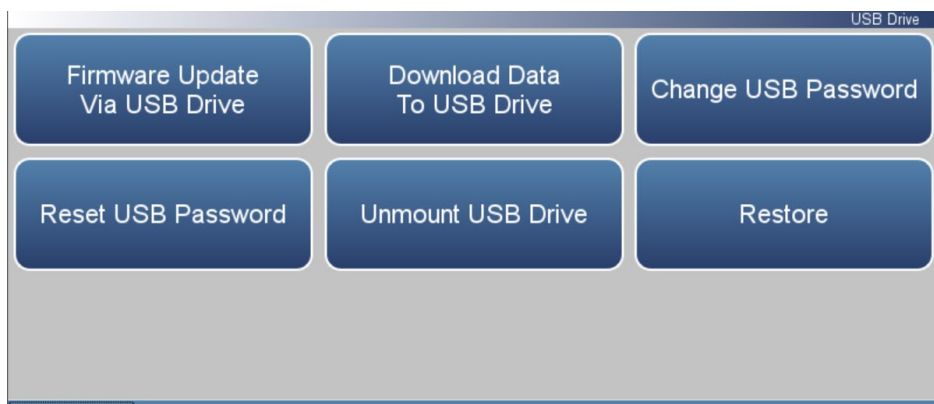 USB Drive
Firmware Update
Via USB Drive
Download Data
To USB Drive
Change USB Password
Reset USB Password
Unmount USB Drive
Restore